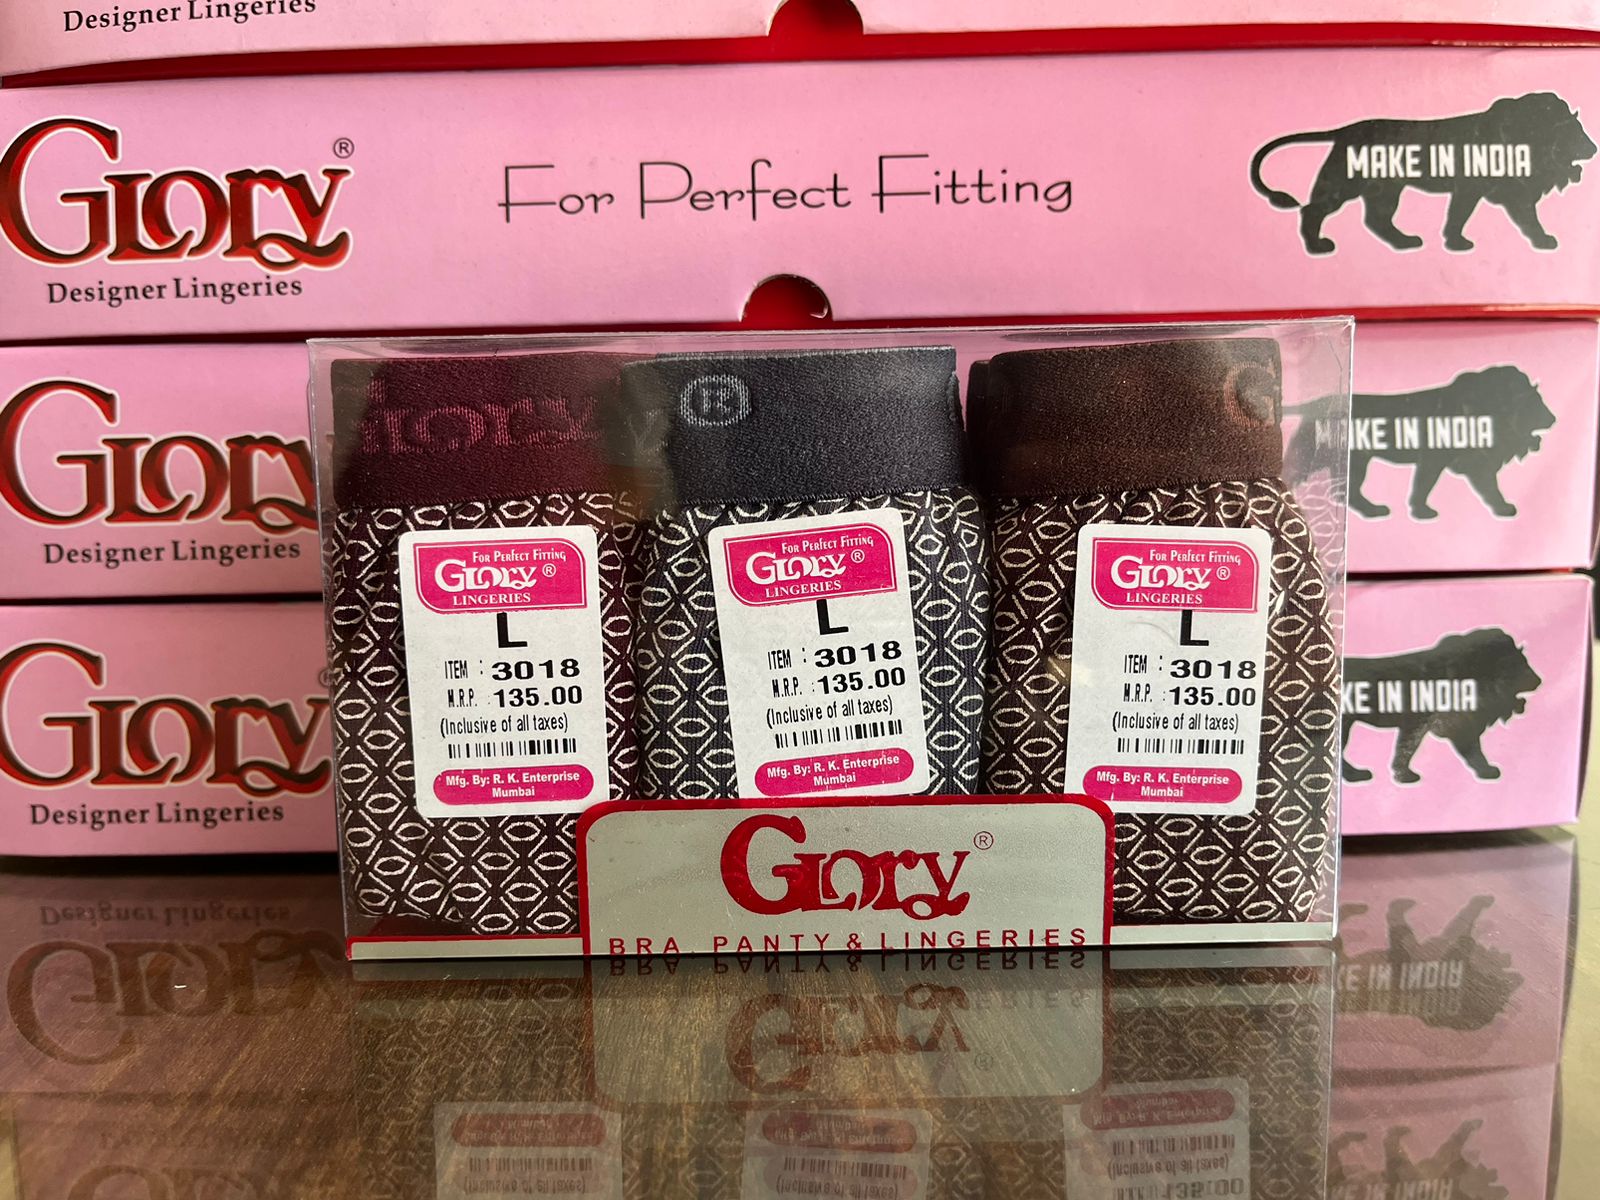 Designer Lingeries
Glory ®
Designer Lingeries
For Perfect Fitting
MAKE IN INDIA
Glory
Designer Lingeries
MAKE IN INDIA
Glory
Designer Lingeries
KE IN INDIA
Glory
®
G
FOR PERFECT FITTING
Glory ®
LINGERIES
L
ITEM : 3018
M.R.P. : 135.00
(Inclusive of all taxes)
Mfg. By: R. K. Enterprise
Mumbai
FOR PERFECT FITTING
Glory ®
LINGERIES
L
ITEM : 3018
M.R.P. : 135.00
(Inclusive of all taxes)
Mfg. By: R. K. Enterprise
Mumbai
FOR PERFECT FITTING
Glory ®
LINGERIES
L
ITEM : 3018
M.R.P. : 135.00
(Inclusive of all taxes)
Mfg. By: R. K. Enterprise
Mumbai
Glory ®
BRA, PANTY & LINGERIES